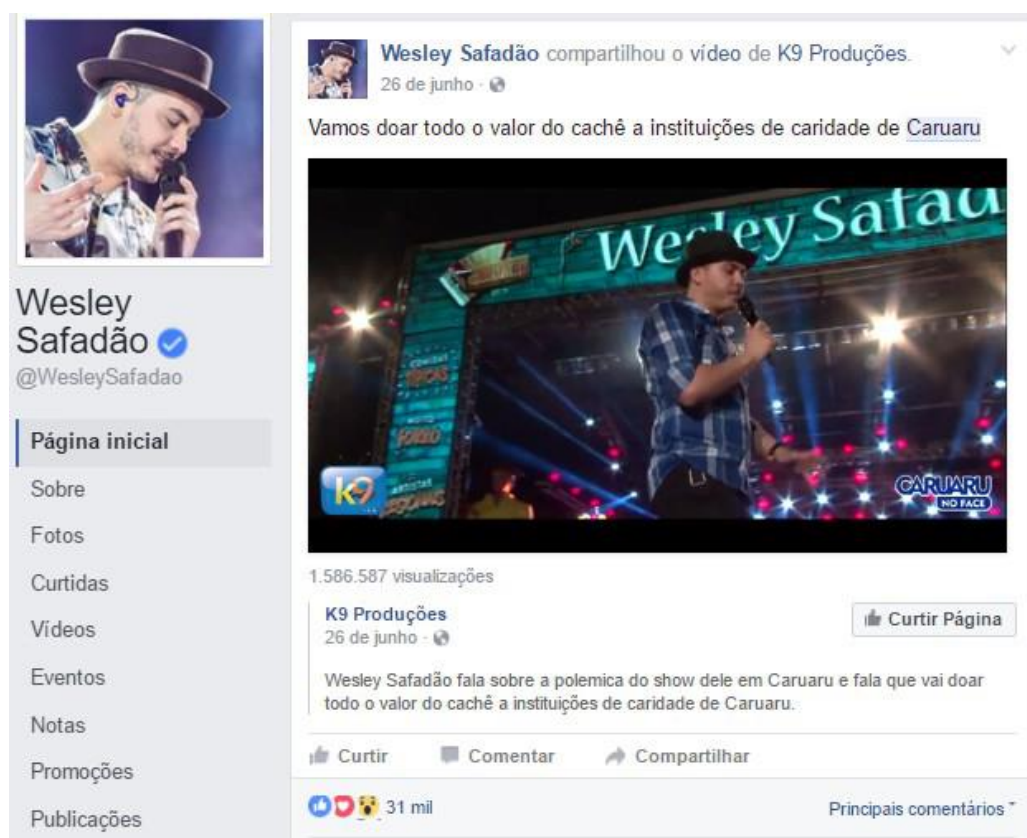 Wesley Safadão compartilhou o vídeo de K9 Produções.
26 de junho ·
Vamos doar todo o valor do cachê a instituições de caridade de Caruaru
Wesley Safad
K9
CARUARU
NO FACE
Wesley
Safadão
@WesleySafadao
Página inicial
Sobre
Fotos
Curtidas
Vídeos
Eventos
Notas
Promoções
Publicações
1.586.587 visualizações
K9 Produções
26 de junho ·
Curtir Página
Wesley Safadão fala sobre a polemica do show dele em Caruaru e fala que vai doar
todo o valor do cachê a instituições de caridade de Caruaru.
Curtir Comentar Compartilhar
31 mil
Principais comentários